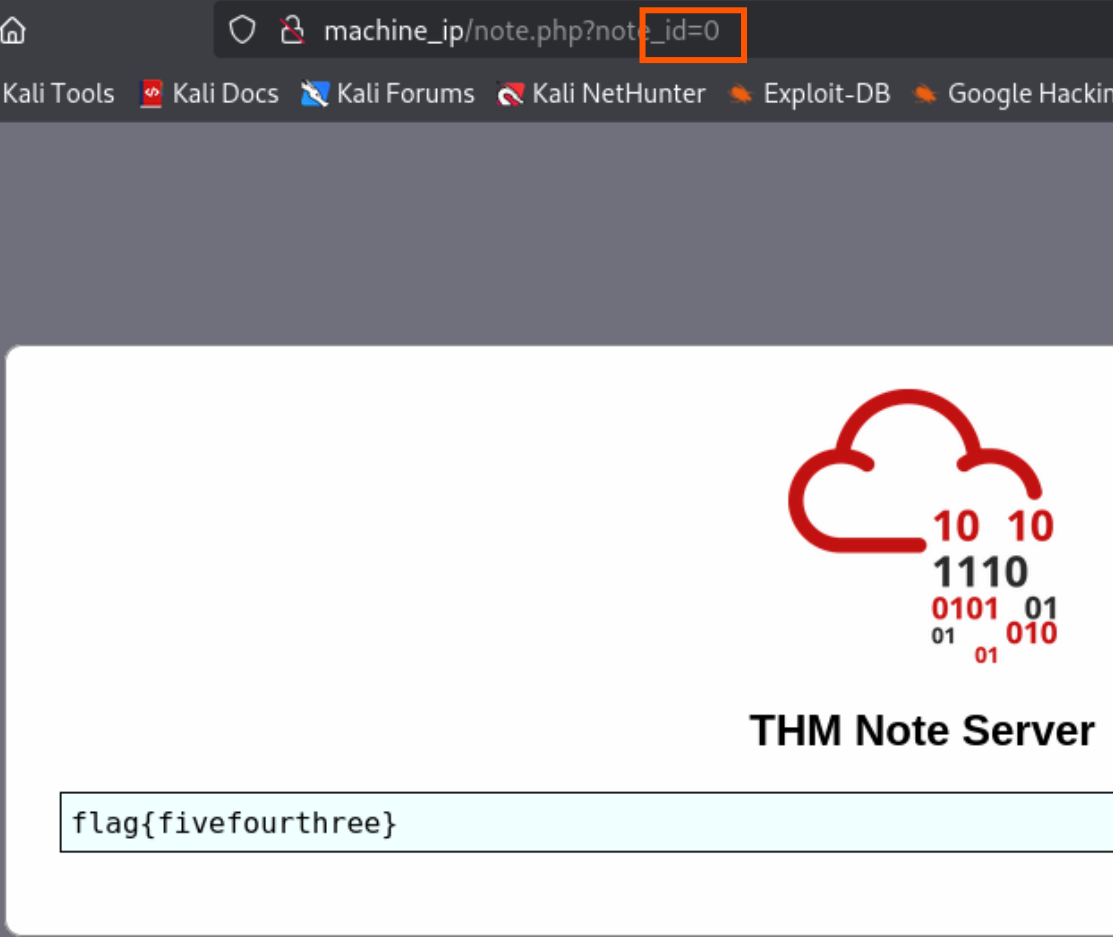 machine_ip/note.php?note_id=0
Kali Tools Kali Docs Kali Forums Kali NetHunter Exploit-DB Google Hackin
10 10
1110
0101 01
01 010
01
THM Note Server
flag{fivefourthree}